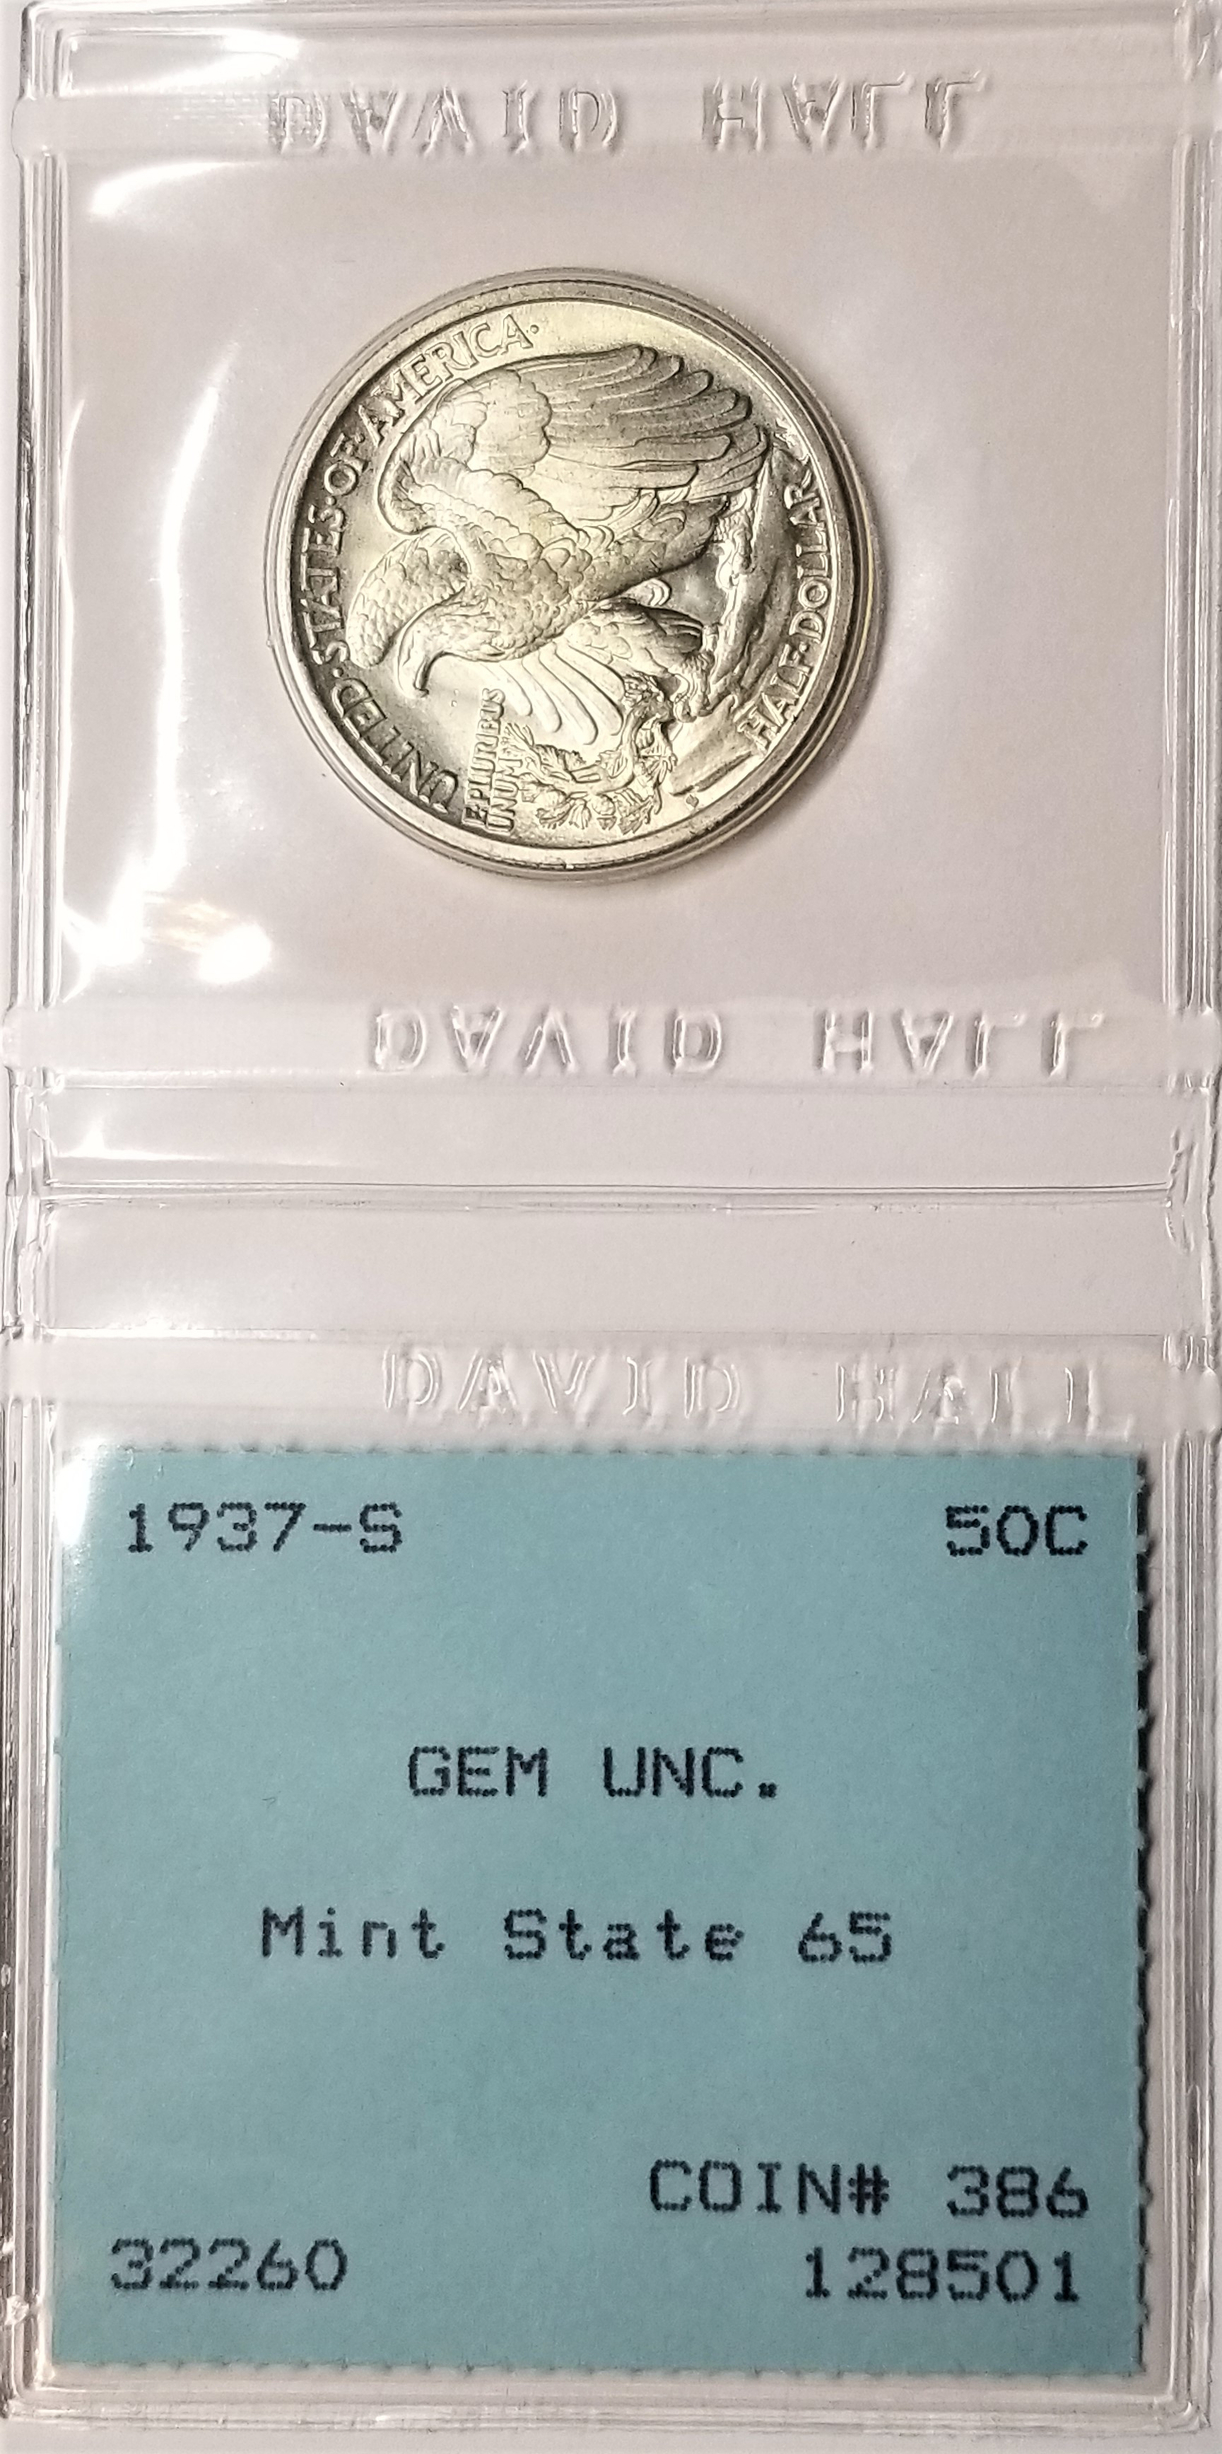 DAVID HALL
UNITED·STATES·OF·AMERICA·
E·PLURIBUS
UNUM
HALF·DOLLAR
DAVID HALL
DAVID HALL
1937-S 50C
GEM UNC.
Mint State 65
COIN# 386
32260 128501